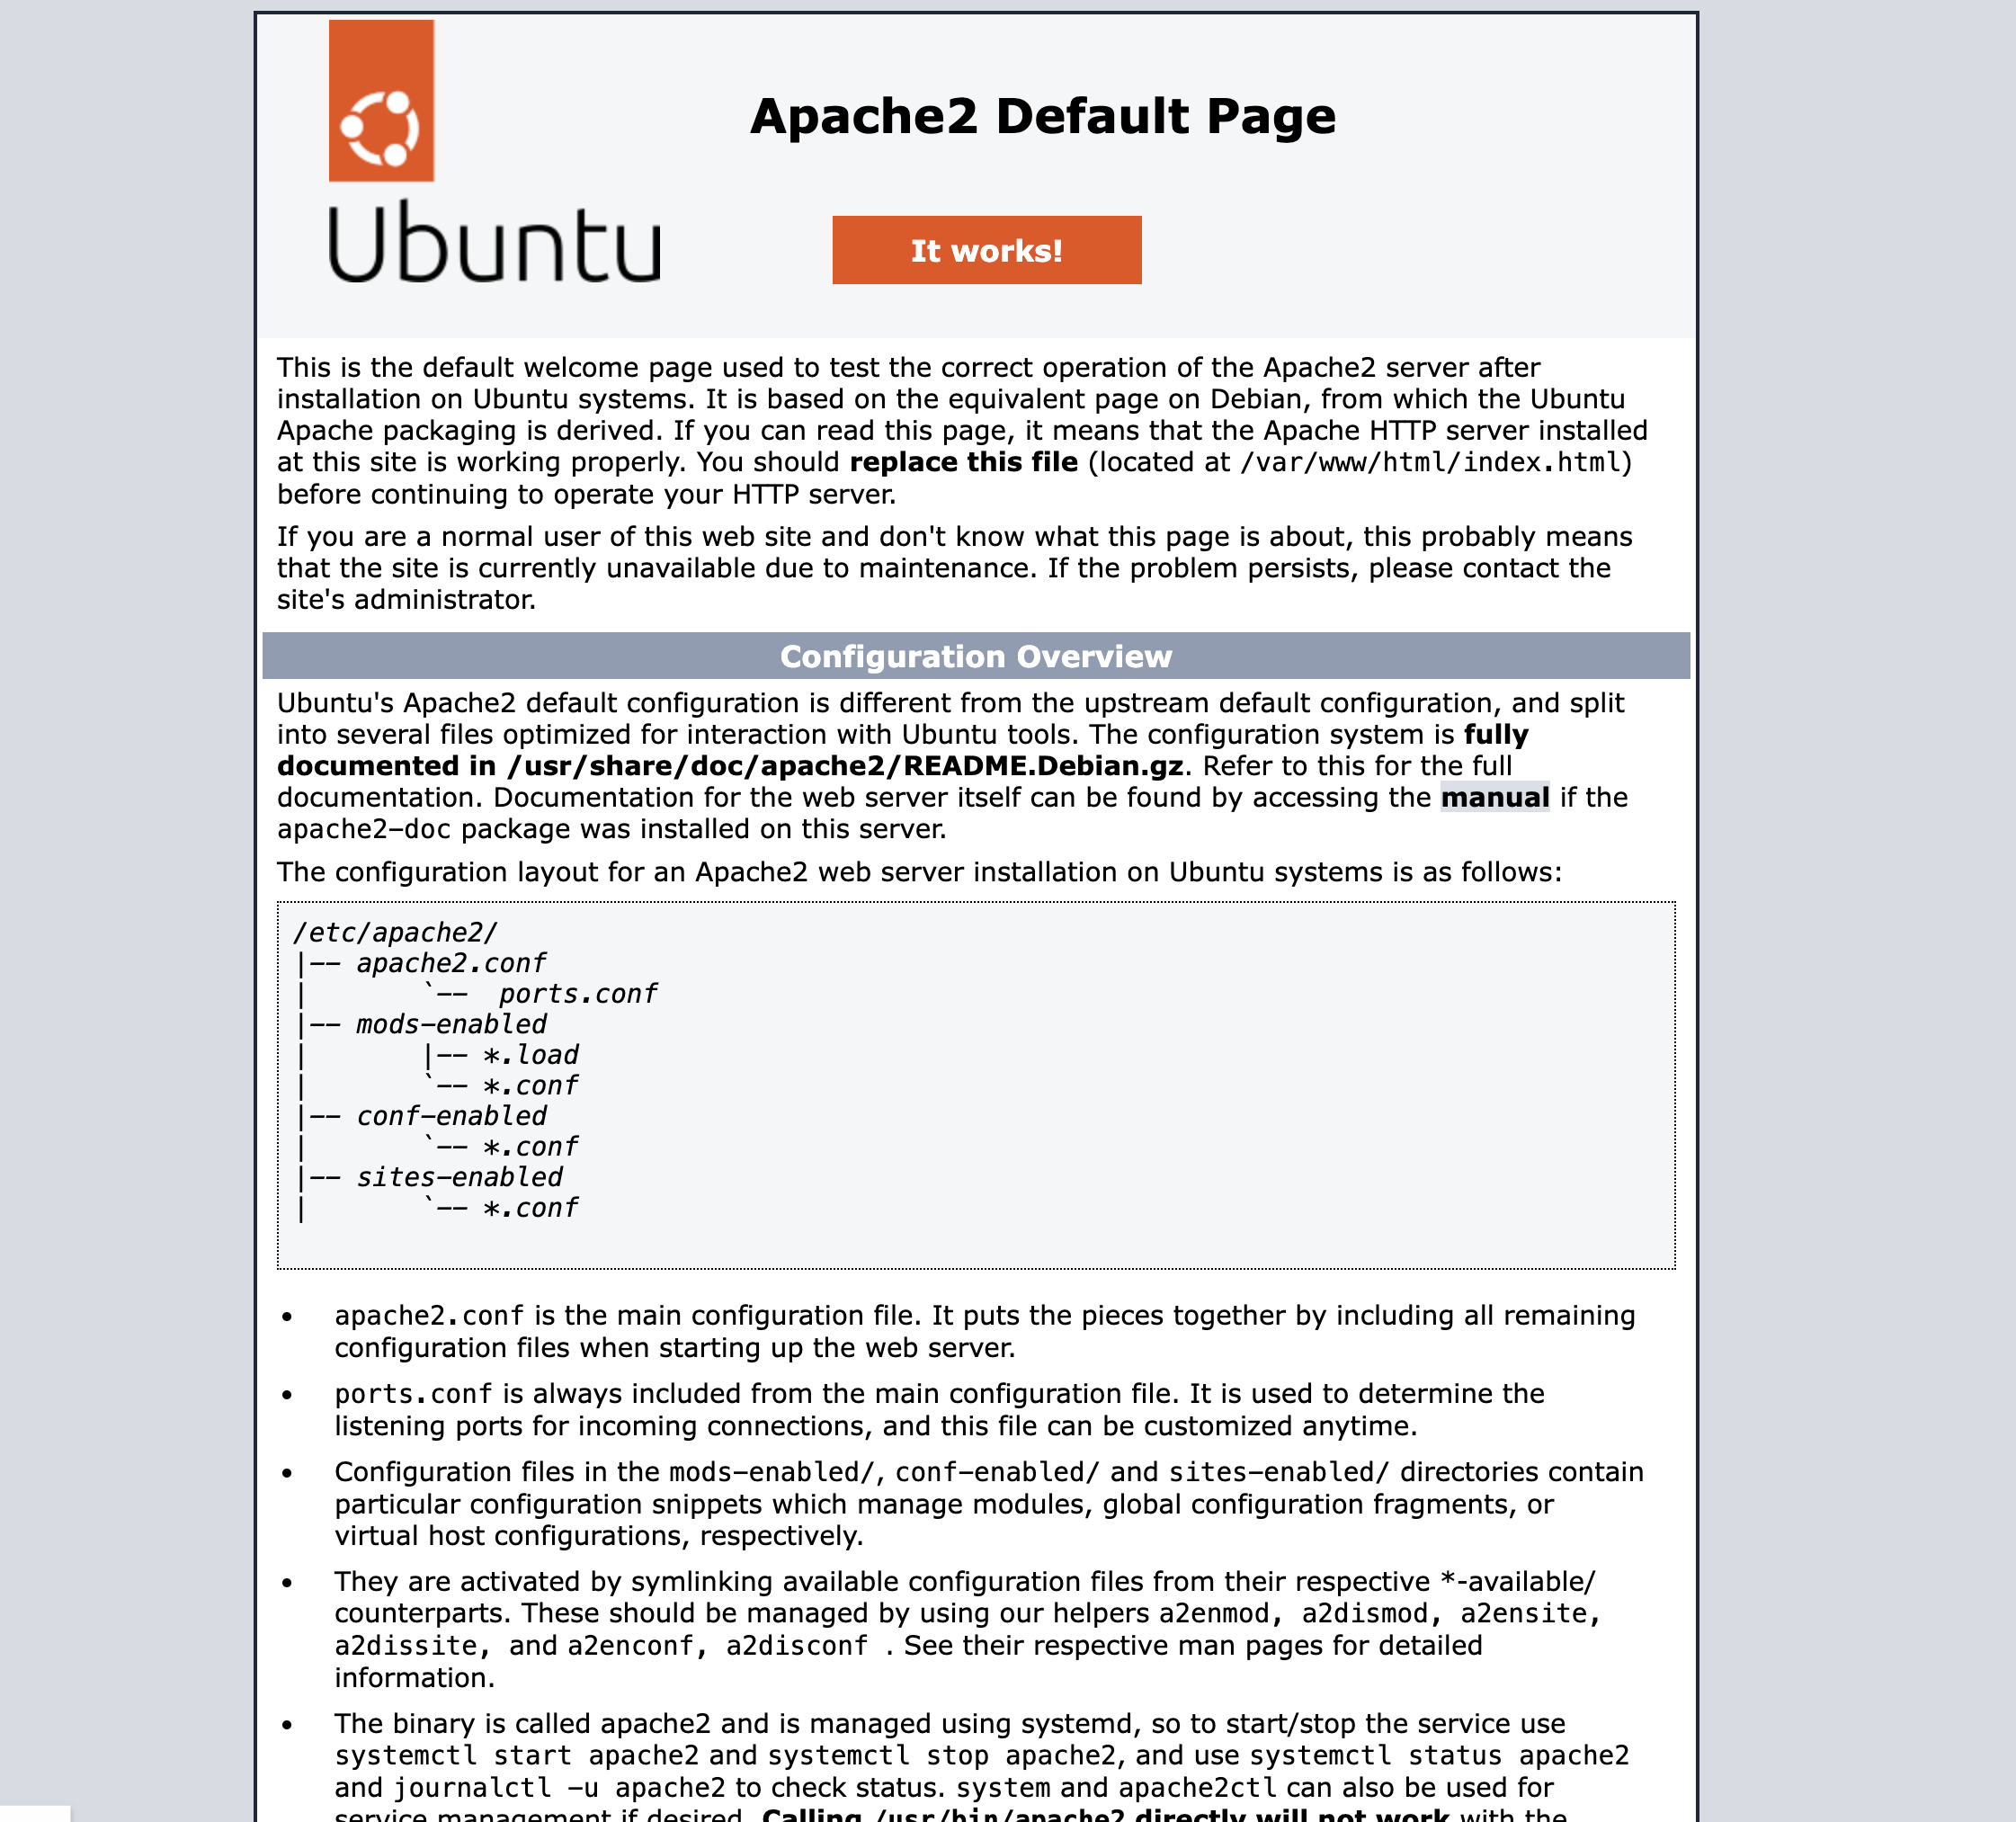 Apache2 Default Page
Ubuntu
It works!
This is the default welcome page used to test the correct operation of the Apache2 server after
installation on Ubuntu systems. It is based on the equivalent page on Debian, from which the Ubuntu
Apache packaging is derived. If you can read this page, it means that the Apache HTTP server installed
at this site is working properly. You should replace this file (located at /var/www/html/index.html)
before continuing to operate your HTTP server.
If you are a normal user of this web site and don't know what this page is about, this probably means
that the site is currently unavailable due to maintenance. If the problem persists, please contact the
site's administrator.
Configuration Overview
Ubuntu's Apache2 default configuration is different from the upstream default configuration, and split
into several files optimized for interaction with Ubuntu tools. The configuration system is fully
documented in /usr/share/doc/apache2/README.Debian.gz. Refer to this for the full
documentation. Documentation for the web server itself can be found by accessing the manual if the
apache2-doc package was installed on this server.
The configuration layout for an Apache2 web server installation on Ubuntu systems is as follows:
/etc/apache2/
|-- apache2.conf
|       `--  ports.conf
|-- mods-enabled
|       |-- *.load
|       `-- *.conf
|-- conf-enabled
|       `-- *.conf
|-- sites-enabled
|       `-- *.conf
• apache2.conf is the main configuration file. It puts the pieces together by including all remaining
configuration files when starting up the web server.
• ports.conf is always included from the main configuration file. It is used to determine the
listening ports for incoming connections, and this file can be customized anytime.
• Configuration files in the mods-enabled/, conf-enabled/ and sites-enabled/ directories contain
particular configuration snippets which manage modules, global configuration fragments, or
virtual host configurations, respectively.
• They are activated by symlinking available configuration files from their respective *-available/
counterparts. These should be managed by using our helpers a2enmod, a2dismod, a2ensite,
a2dissite, and a2enconf, a2disconf . See their respective man pages for detailed
information.
• The binary is called apache2 and is managed using systemd, so to start/stop the service use
systemctl start apache2 and systemctl stop apache2, and use systemctl status apache2
and journalctl -u apache2 to check status. system and apache2ctl can also be used for
service management if desired. Calling /usr/bin/apache2 directly will not work with the